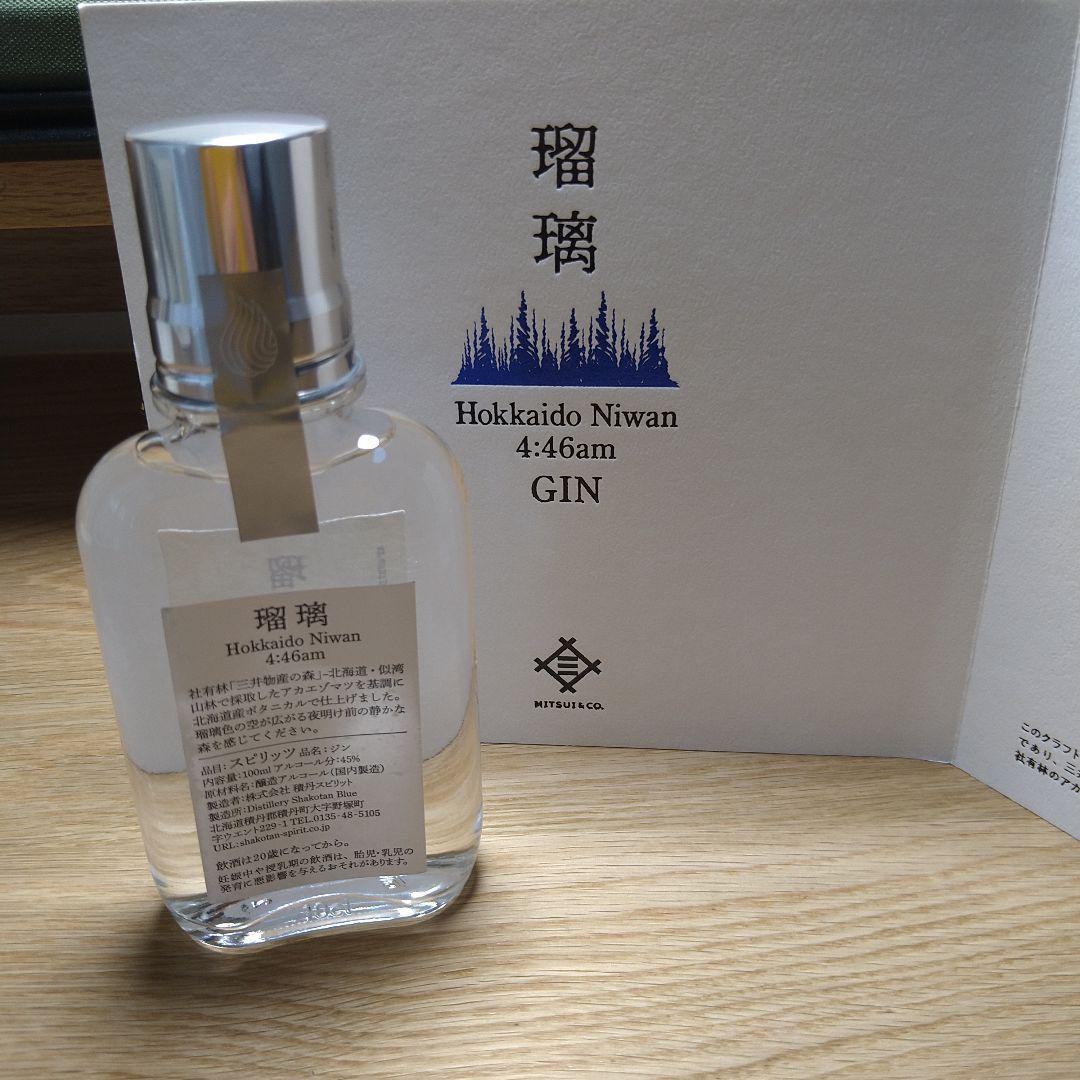 瑠
璃
Hokkaido Niwan
4:46am
GIN
MITSUI & CO.
瑠璃
Hokkaido Niwan
4:46am
社有林「三井物産の森」-北海道・似湾
山林で採取したアカエゾマツを基調に
北海道産ボタニカルで仕上げました。
瑠璃色の空が広がる夜明け前の静かな
森を感じてください。
品目：スピリッツ 品名：ジン
内容量：100ml アルコール分：45%
原材料名：醸造アルコール（国内製造）
製造者：株式会社 積丹スピリット
製造所：Distillery Shakotan Blue
北海道積丹郡積丹町大字野塚町
字ウエント229-1 TEL.0135-48-5105
URL：shakotan-spirit.co.jp
飲酒は20歳になってから。
妊娠中や授乳期の飲酒は、胎児・乳児の
発育に悪影響を与えるおそれがあります。
このクラフト
であり、三
社有林のアカ